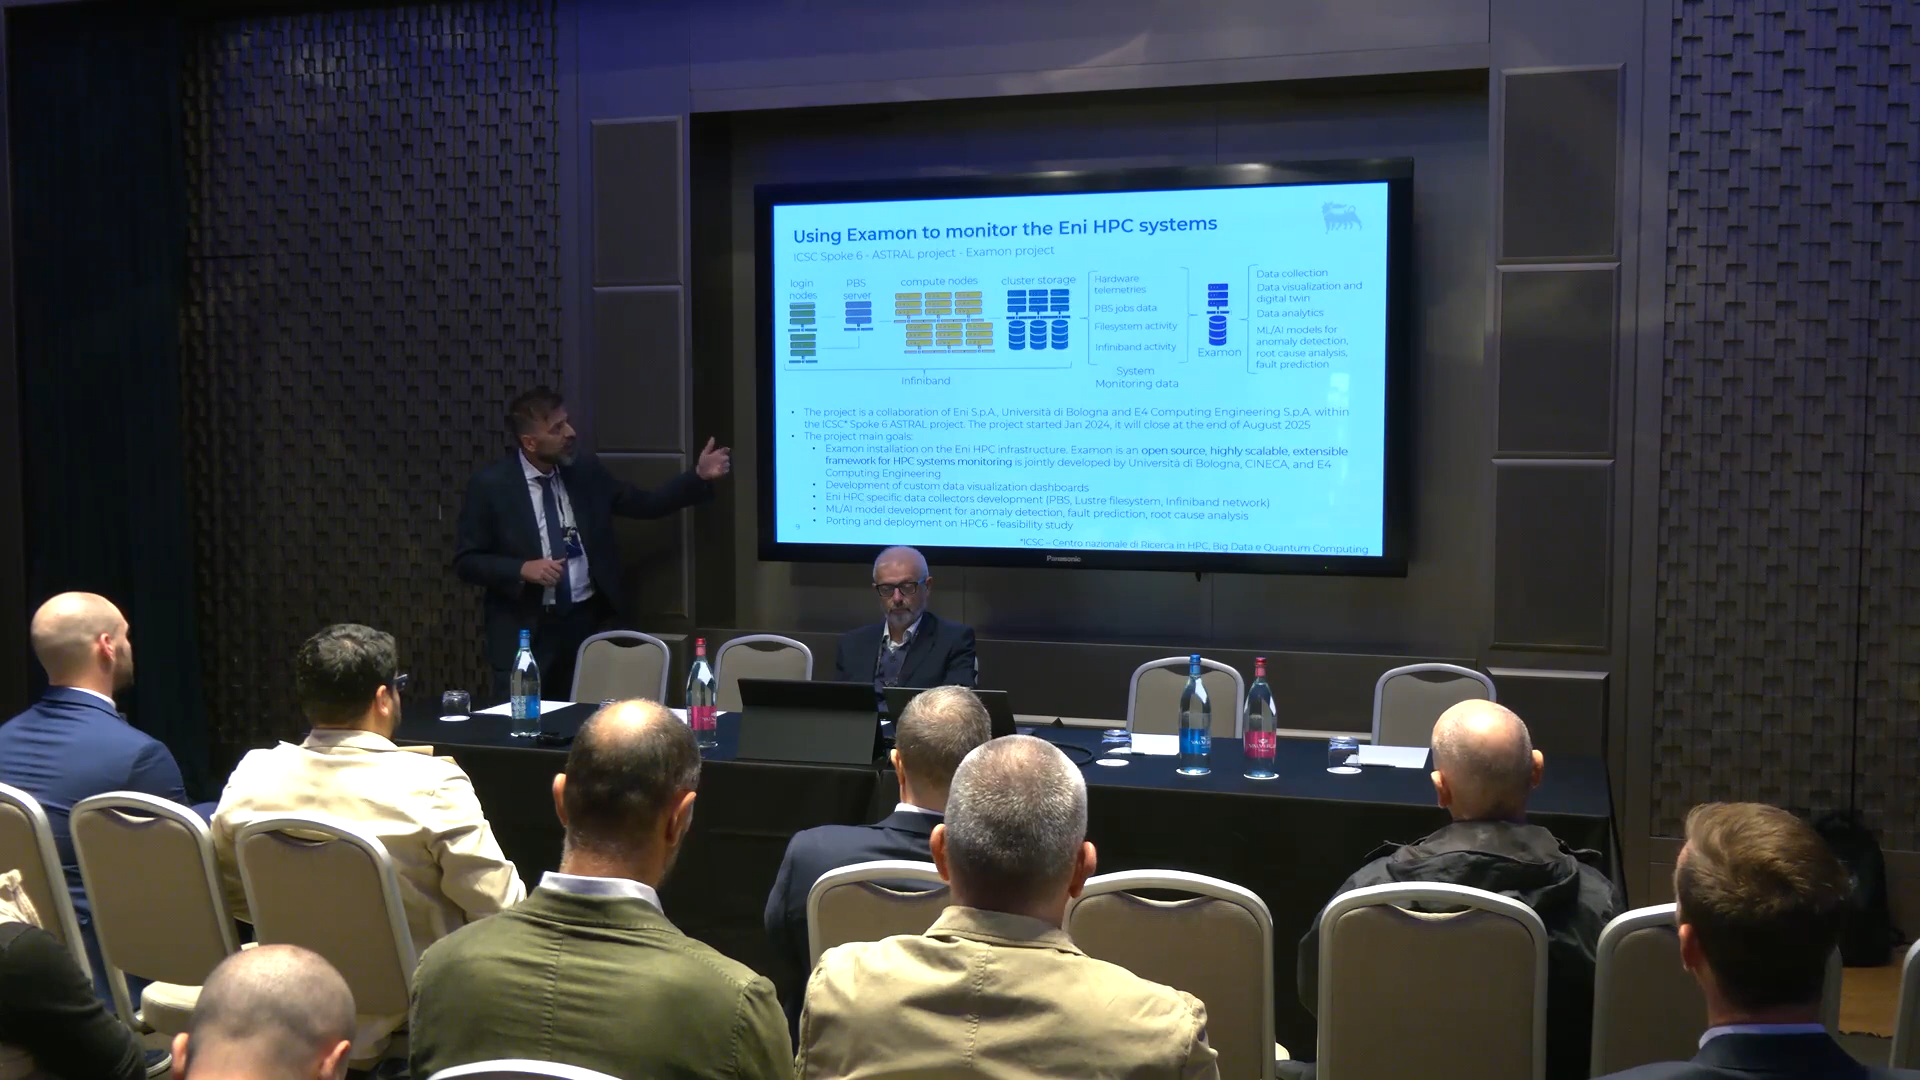 Using Examon to monitor the Eni HPC systems
ICSC Spoke 6 - ASTRAL project - Examon project
login
nodes
PBS
server
compute nodes
cluster storage
Infiniband
Hardware
telemetries
PBS jobs data
Filesystem activity
Infiniband activity
System
Monitoring data
Examon
Data collection
Data visualization and
digital twin
Data analytics
ML/AI models for
anomaly detection,
root cause analysis,
fault prediction
• The project is a collaboration of Eni S.p.A., Università di Bologna and E4 Computing Engineering S.p.A. within
the ICSC* Spoke 6 ASTRAL project. The project started Jan 2024, it will close at the end of August 2025
• The project main goals:
• Examon installation on the Eni HPC infrastructure. Examon is an open source, highly scalable, extensible
framework for HPC systems monitoring is jointly developed by Università di Bologna, CINECA, and E4
Computing Engineering
• Development of custom data visualization dashboards
• Eni HPC specific data collectors development (PBS, Lustre filesystem, Infiniband network)
• ML/AI model development for anomaly detection, fault prediction, root cause analysis
• Porting and deployment on HPC6 - feasibility study
*ICSC – Centro nazionale di Ricerca in HPC, Big Data e Quantum Computing
Panasonic